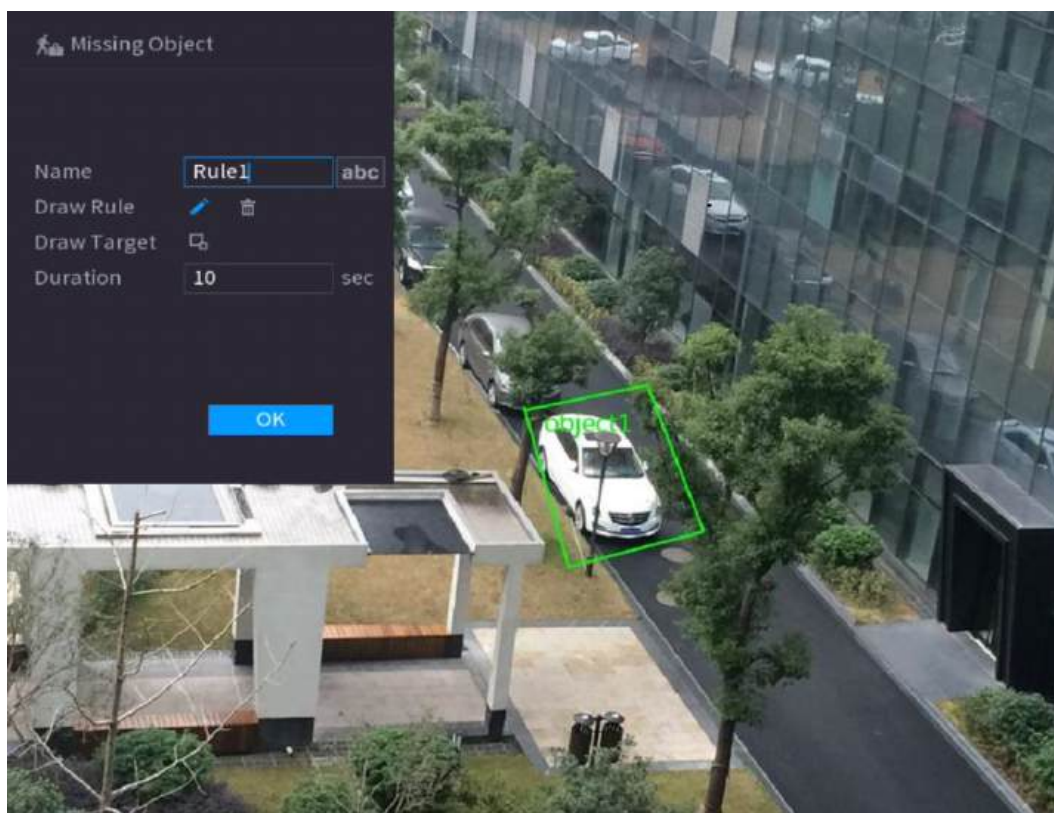 Missing Object
Name Rule1 abc
Draw Rule
Draw Target
Duration 10 sec
OK
object1